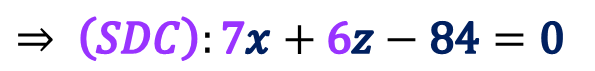 ⇒ (SDC): 7x + 6z − 84 = 0